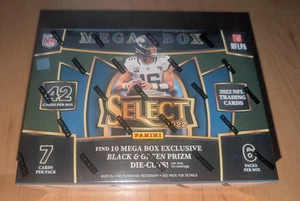 MEGA BOX
NFL
NFLPA
42
CARDS PER BOX
2022 NFL
TRADING
CARDS
SELECT
2022
PANINI
7
CARDS
PER PACK
FIND 10 MEGA BOX EXCLUSIVE
BLACK & GREEN PRIZM
DIE-CUTS!
6
PACKS
PER BOX